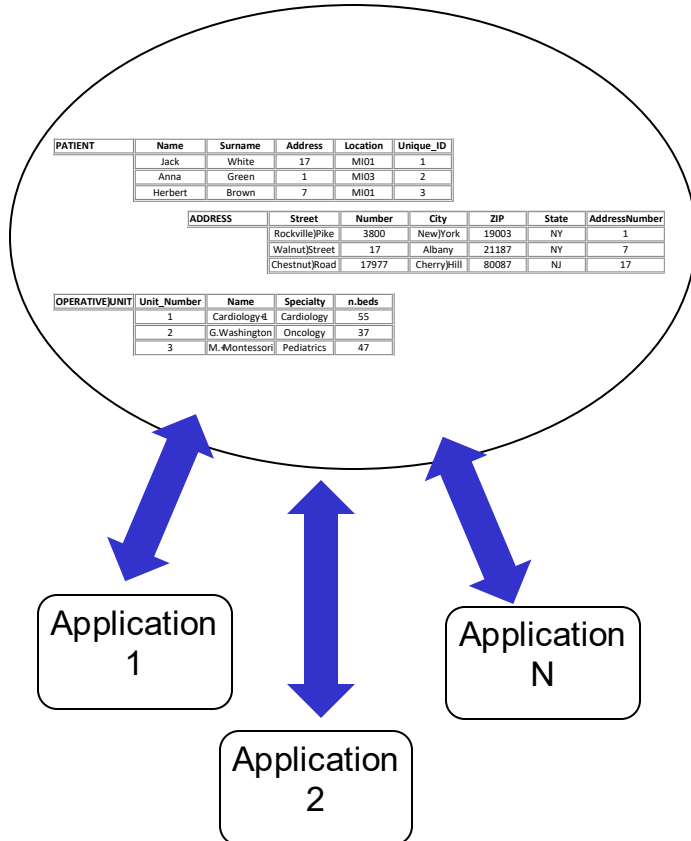 PATIENT Name Surname Address Location Unique_ID
Jack White 17 MI01 1
Anna Green 1 MI03 2
Herbert Brown 7 MI01 3
ADDRESS Street Number City ZIP State AddressNumber
Rockville)Pike 3800 New)York 19003 NY 1
Walnut)Street 17 Albany 21187 NY 7
Chestnut)Road 17977 Cherry)Hill 80087 NJ 17
OPERATIVE)UNIT Unit_Number Name Specialty n.beds
1 Cardiology+1 Cardiology 55
2 G.Washington Oncology 37
3 M.+Montessori Pediatrics 47
Application
1
Application
2
Application
N